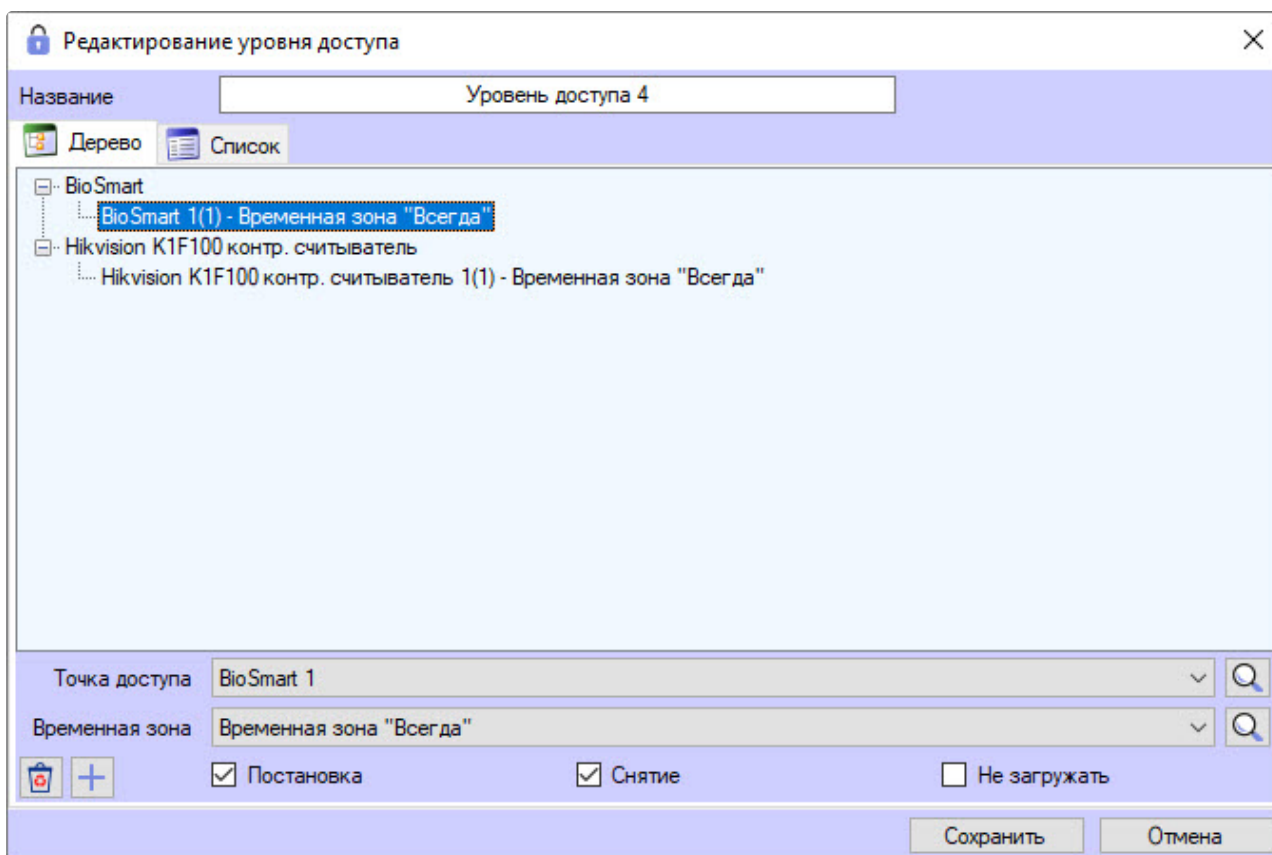 Редактирование уровня доступа
Название Уровень доступа 4
Дерево Список
BioSmart
BioSmart 1(1) - Временная зона "Всегда"
Hikvision K1F100 контр. считыватель
Hikvision K1F100 контр. считыватель 1(1) - Временная зона "Всегда"
Точка доступа BioSmart 1
Временная зона Временная зона "Всегда"
Постановка Снятие Не загружать
Сохранить Отмена